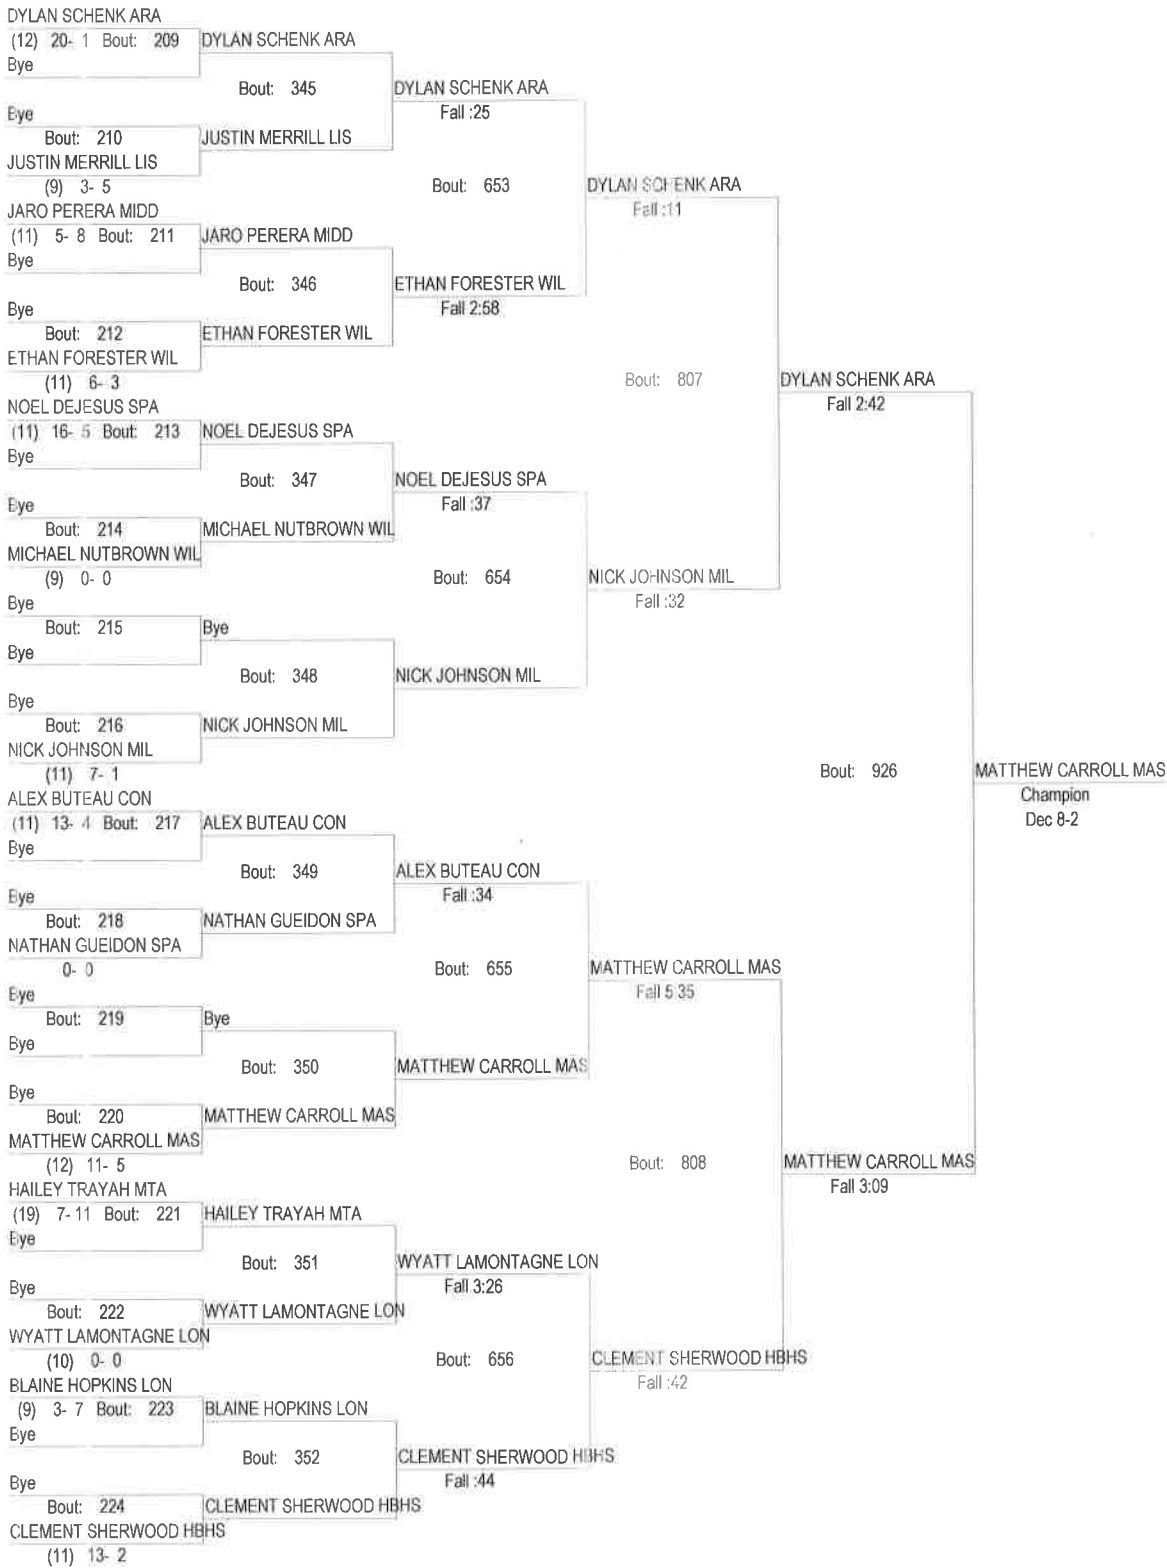 DYLAN SCHENK ARA
(12) 20- 1 Bout: 209 DYLAN SCHENK ARA
Bye
Bout: 345 DYLAN SCHENK ARA
Fall :25
Bye
Bout: 210 JUSTIN MERRILL LIS
JUSTIN MERRILL LIS
(9) 3- 5
Bout: 653 DYLAN SCHENK ARA
Fall :11
JARO PERERA MIDD
(11) 5- 8 Bout: 211 JARO PERERA MIDD
Bye
Bout: 346 ETHAN FORESTER WIL
Fall 2:58
Bye
Bout: 212 ETHAN FORESTER WIL
ETHAN FORESTER WIL
(11) 6- 3
Bout: 807 DYLAN SCHENK ARA
Fall 2:42
NOEL DEJESUS SPA
(11) 16- 5 Bout: 213 NOEL DEJESUS SPA
Bye
Bout: 347 NOEL DEJESUS SPA
Fall :37
Bye
Bout: 214 MICHAEL NUTBROWN WIL
MICHAEL NUTBROWN WIL
(9) 0- 0
Bout: 654 NICK JOHNSON MIL
Fall :32
Bye
Bout: 215 Bye
Bye
Bout: 348 NICK JOHNSON MIL
Bye
Bout: 216 NICK JOHNSON MIL
NICK JOHNSON MIL
(11) 7- 1
Bout: 926 MATTHEW CARROLL MAS
Champion
Dec 8-2
ALEX BUTEAU CON
(11) 13- 4 Bout: 217 ALEX BUTEAU CON
Bye
Bout: 349 ALEX BUTEAU CON
Fall :34
Bye
Bout: 218 NATHAN GUEIDON SPA
NATHAN GUEIDON SPA
0- 0
Bout: 655 MATTHEW CARROLL MAS
Fall 5:35
Bye
Bout: 219 Bye
Bye
Bout: 350 MATTHEW CARROLL MAS
Bye
Bout: 220 MATTHEW CARROLL MAS
MATTHEW CARROLL MAS
(12) 11- 5
Bout: 808 MATTHEW CARROLL MAS
Fall 3:09
HAILEY TRAYAH MTA
(19) 7- 11 Bout: 221 HAILEY TRAYAH MTA
Bye
Bout: 351 WYATT LAMONTAGNE LON
Fall 3:26
Bye
Bout: 222 WYATT LAMONTAGNE LON
WYATT LAMONTAGNE LON
(10) 0- 0
Bout: 656 CLEMENT SHERWOOD HBHS
Fall :42
BLAINE HOPKINS LON
(9) 3- 7 Bout: 223 BLAINE HOPKINS LON
Bye
Bout: 352 CLEMENT SHERWOOD HBHS
Fall :44
Bye
Bout: 224 CLEMENT SHERWOOD HBHS
CLEMENT SHERWOOD HBHS
(11) 13- 2